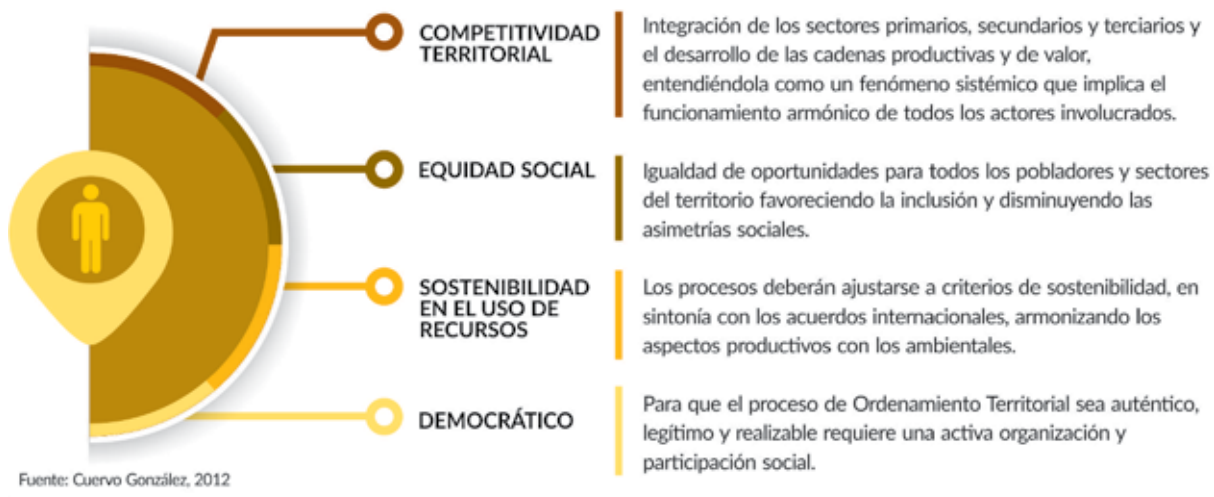 COMPETITIVIDAD
TERRITORIAL
Integración de los sectores primarios, secundarios y terciarios y
el desarrollo de las cadenas productivas y de valor,
entendiéndola como un fenómeno sistémico que implica el
funcionamiento armónico de todos los actores involucrados.
EQUIDAD SOCIAL
Igualdad de oportunidades para todos los pobladores y sectores
del territorio favoreciendo la inclusión y disminuyendo las
asimetrías sociales.
SOSTENIBILIDAD
EN EL USO DE
RECURSOS
Los procesos deberán ajustarse a criterios de sostenibilidad, en
sintonía con los acuerdos internacionales, armonizando los
aspectos productivos con los ambientales.
DEMOCRÁTICO
Para que el proceso de Ordenamiento Territorial sea auténtico,
legítimo y realizable requiere una activa organización y
participación social.
Fuente: Cuervo González, 2012